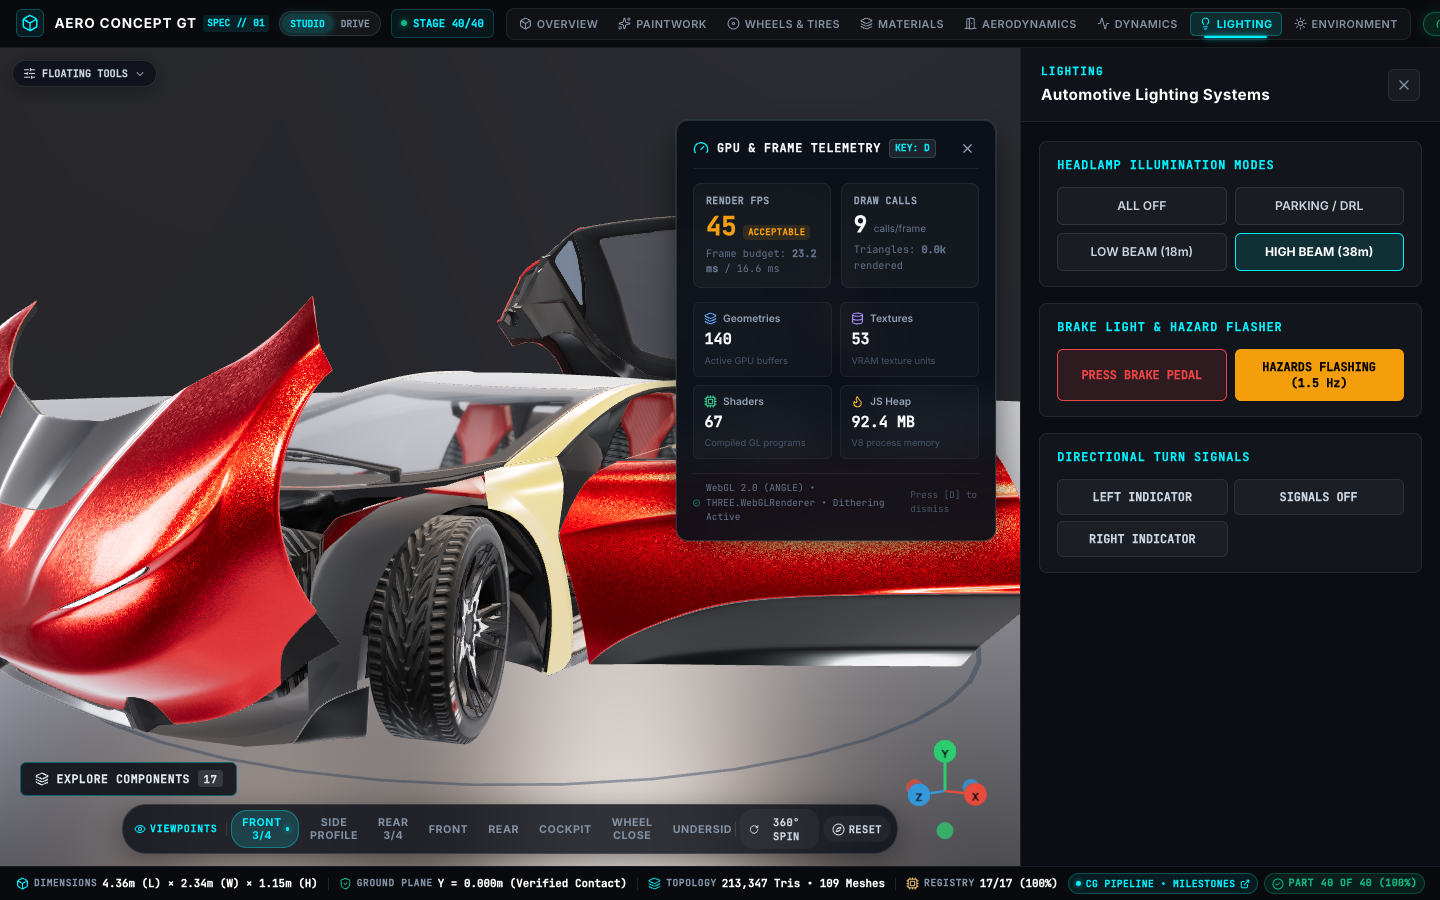 AERO CONCEPT GT
SPEC // 01
STUDIO
DRIVE
STAGE 40/40
OVERVIEW
PAINTWORK
WHEELS & TIRES
MATERIALS
AERODYNAMICS
DYNAMICS
LIGHTING
ENVIRONMENT
FLOATING TOOLS
LIGHTING
Automotive Lighting Systems
HEADLAMP ILLUMINATION MODES
ALL OFF
PARKING / DRL
LOW BEAM (18m)
HIGH BEAM (38m)
BRAKE LIGHT & HAZARD FLASHER
PRESS BRAKE PEDAL
HAZARDS FLASHING
(1.5 Hz)
DIRECTIONAL TURN SIGNALS
LEFT INDICATOR
SIGNALS OFF
RIGHT INDICATOR
GPU & FRAME TELEMETRY
KEY: D
RENDER FPS
45 ACCEPTABLE
Frame budget: 23.2
ms / 16.6 ms
DRAW CALLS
9 calls/frame
Triangles: 0.0k
rendered
Geometries
140
Active GPU buffers
Textures
53
VRAM texture units
Shaders
67
Compiled GL programs
JS Heap
92.4 MB
V8 process memory
WebGL 2.0 (ANGLE) •
THREE.WebGLRenderer • Dithering
Active
Press [D] to
dismiss
EXPLORE COMPONENTS 17
Y
Z
X
VIEWPOINTS
FRONT
3/4
SIDE
PROFILE
REAR
3/4
FRONT
REAR
COCKPIT
WHEEL
CLOSE
UNDERSID
360°
SPIN
RESET
DIMENSIONS 4.36m (L) × 2.34m (W) × 1.15m (H)
GROUND PLANE Y = 0.000m (Verified Contact)
TOPOLOGY 213,347 Tris • 109 Meshes
REGISTRY 17/17 (100%)
CG PIPELINE • MILESTONES
PART 40 OF 40 (100%)